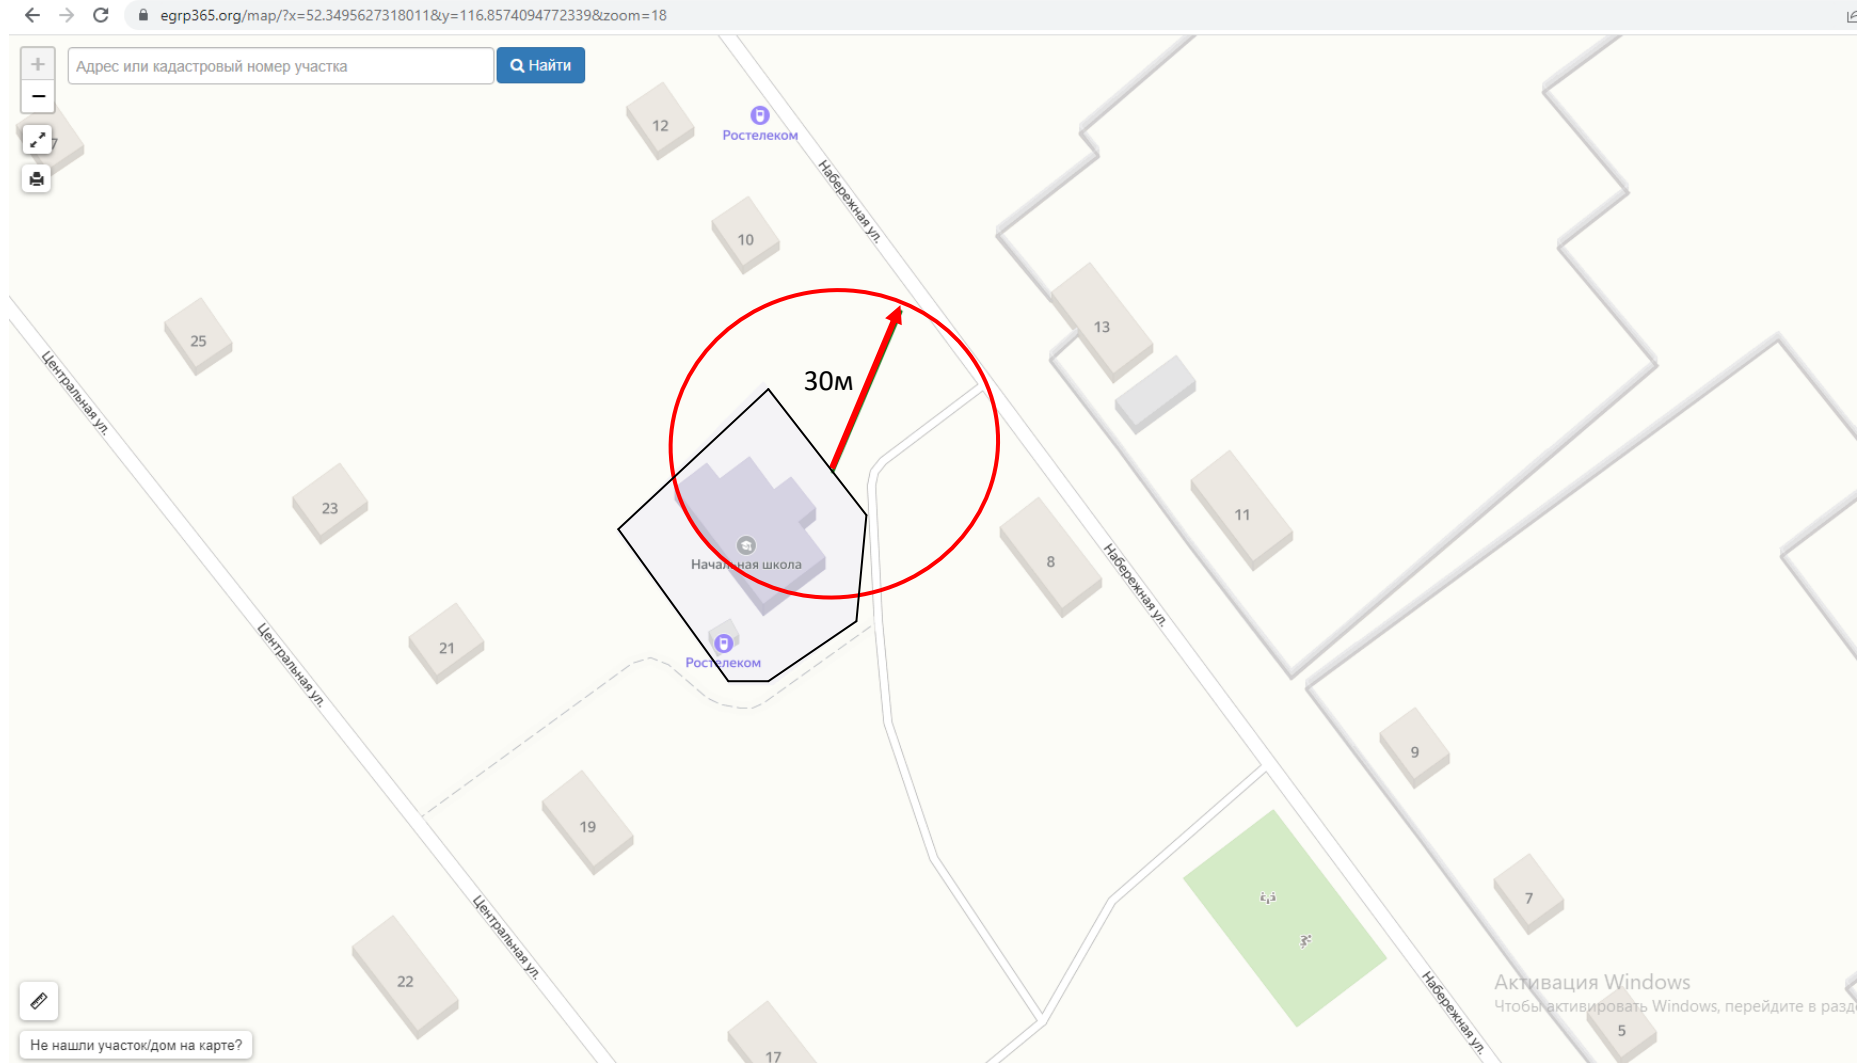 egrp365.org/map/?x=52.3495627318011&y=116.8574094772339&zoom=18
+
Адрес или кадастровый номер участка
Найти
−
12
Ростелеком
7
Набережная ул.
10
13
25
Центральная ул.
30м
23
11
Начальная школа
8
Набережная ул.
21
Центральная ул.
Ростелеком
9
19
7
Центральная ул.
22
Набережная ул.
Активация Windows
Чтобы активировать Windows, перейдите в разд
5
Не нашли участок/дом на карте?
17